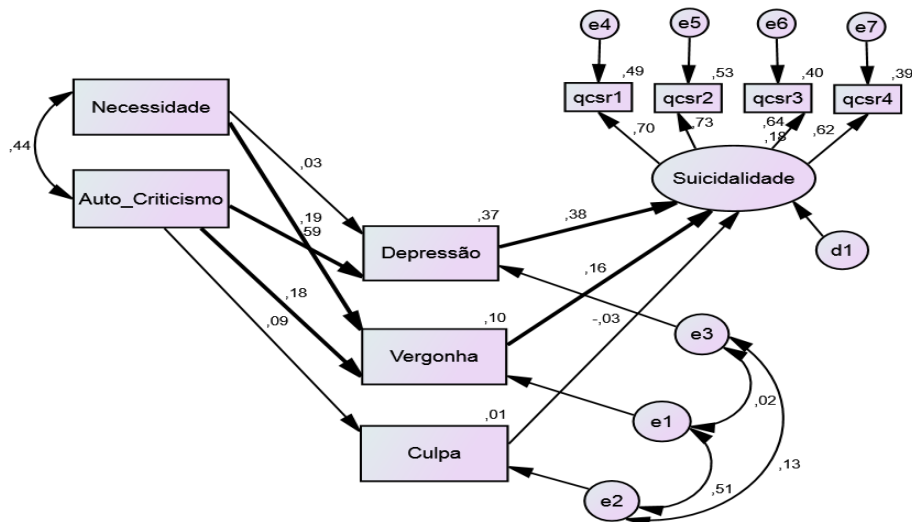 e4 e5 e6 e7
,49 ,53 ,40 ,39
qcsr1 qcsr2 qcsr3 qcsr4
,70 ,73 ,64 ,62
,18
Necessidade
,44
,03
Auto_Criticismo
Suicidalidade
,19
,59
,37
,38
Depressão
d1
,18
,16
,09
,10
-,03
Vergonha
e3
,02
,01
e1
Culpa
,13
,51
e2